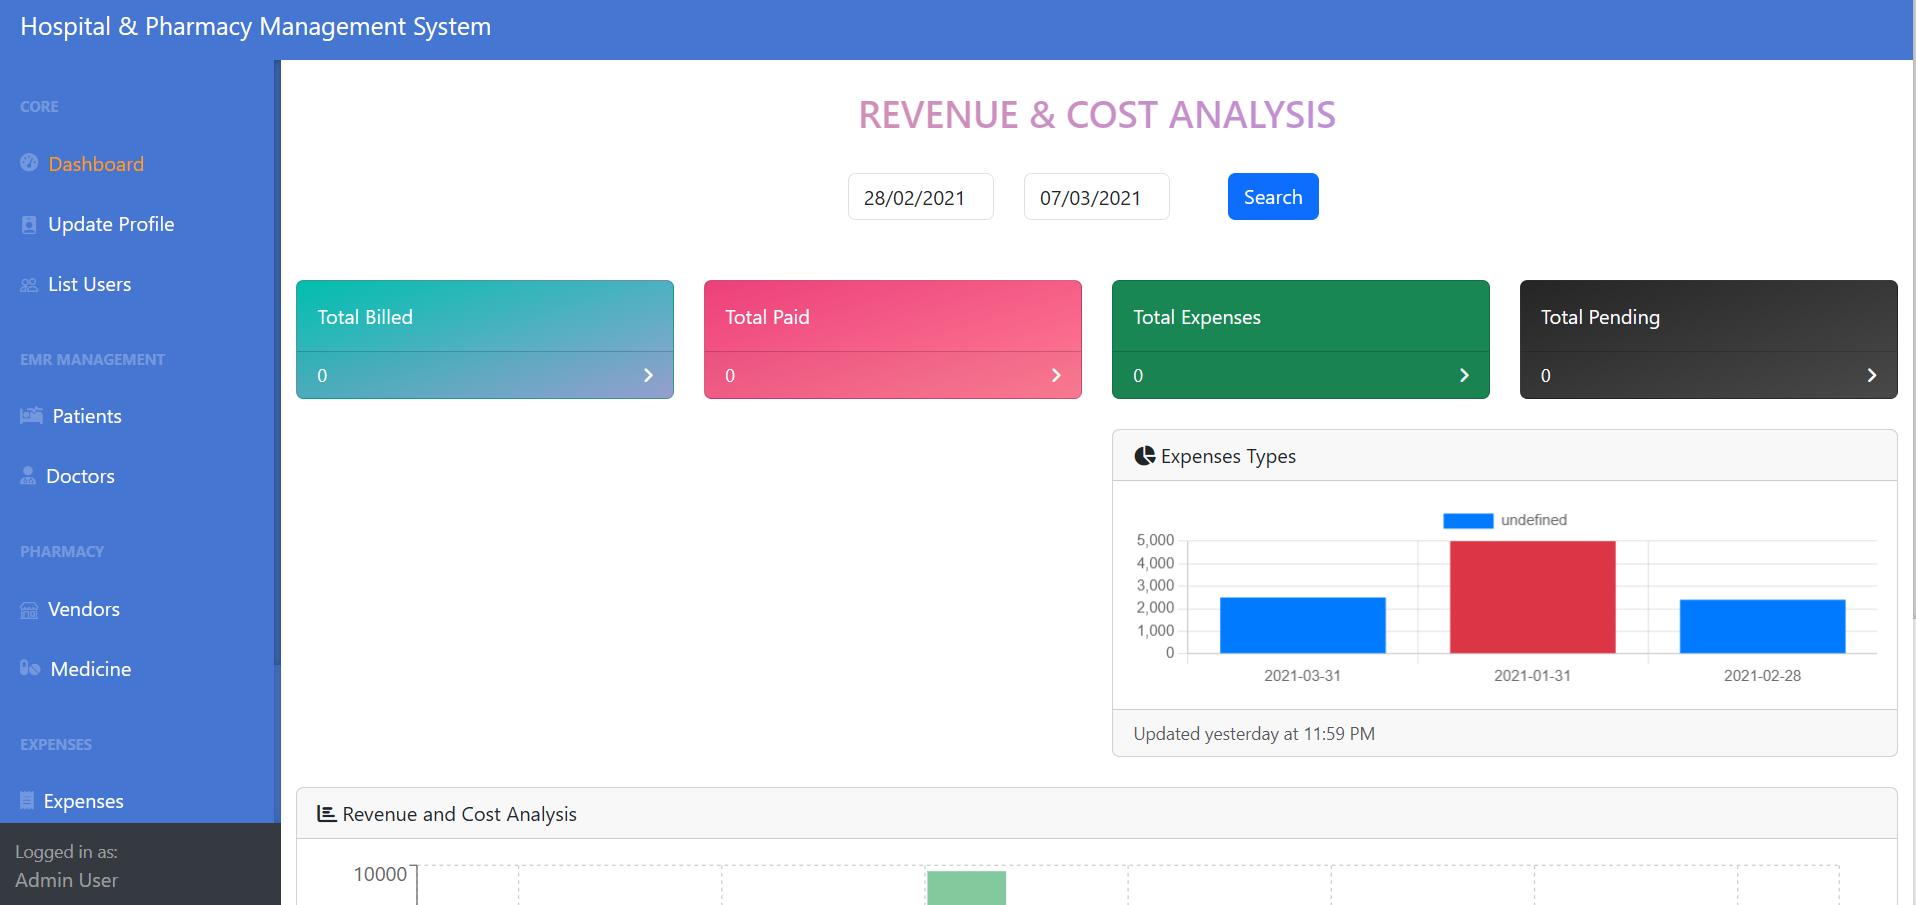 Hospital & Pharmacy Management System
CORE
Dashboard
Update Profile
List Users
EMR MANAGEMENT
Patients
Doctors
PHARMACY
Vendors
Medicine
EXPENSES
Expenses
Logged in as:
Admin User
REVENUE & COST ANALYSIS
28/02/2021 07/03/2021 Search
Total Billed
0
Total Paid
0
Total Expenses
0
Total Pending
0
Expenses Types
undefined
5,000
4,000
3,000
2,000
1,000
0
2021-03-31 2021-01-31 2021-02-28
Updated yesterday at 11:59 PM
Revenue and Cost Analysis
10000